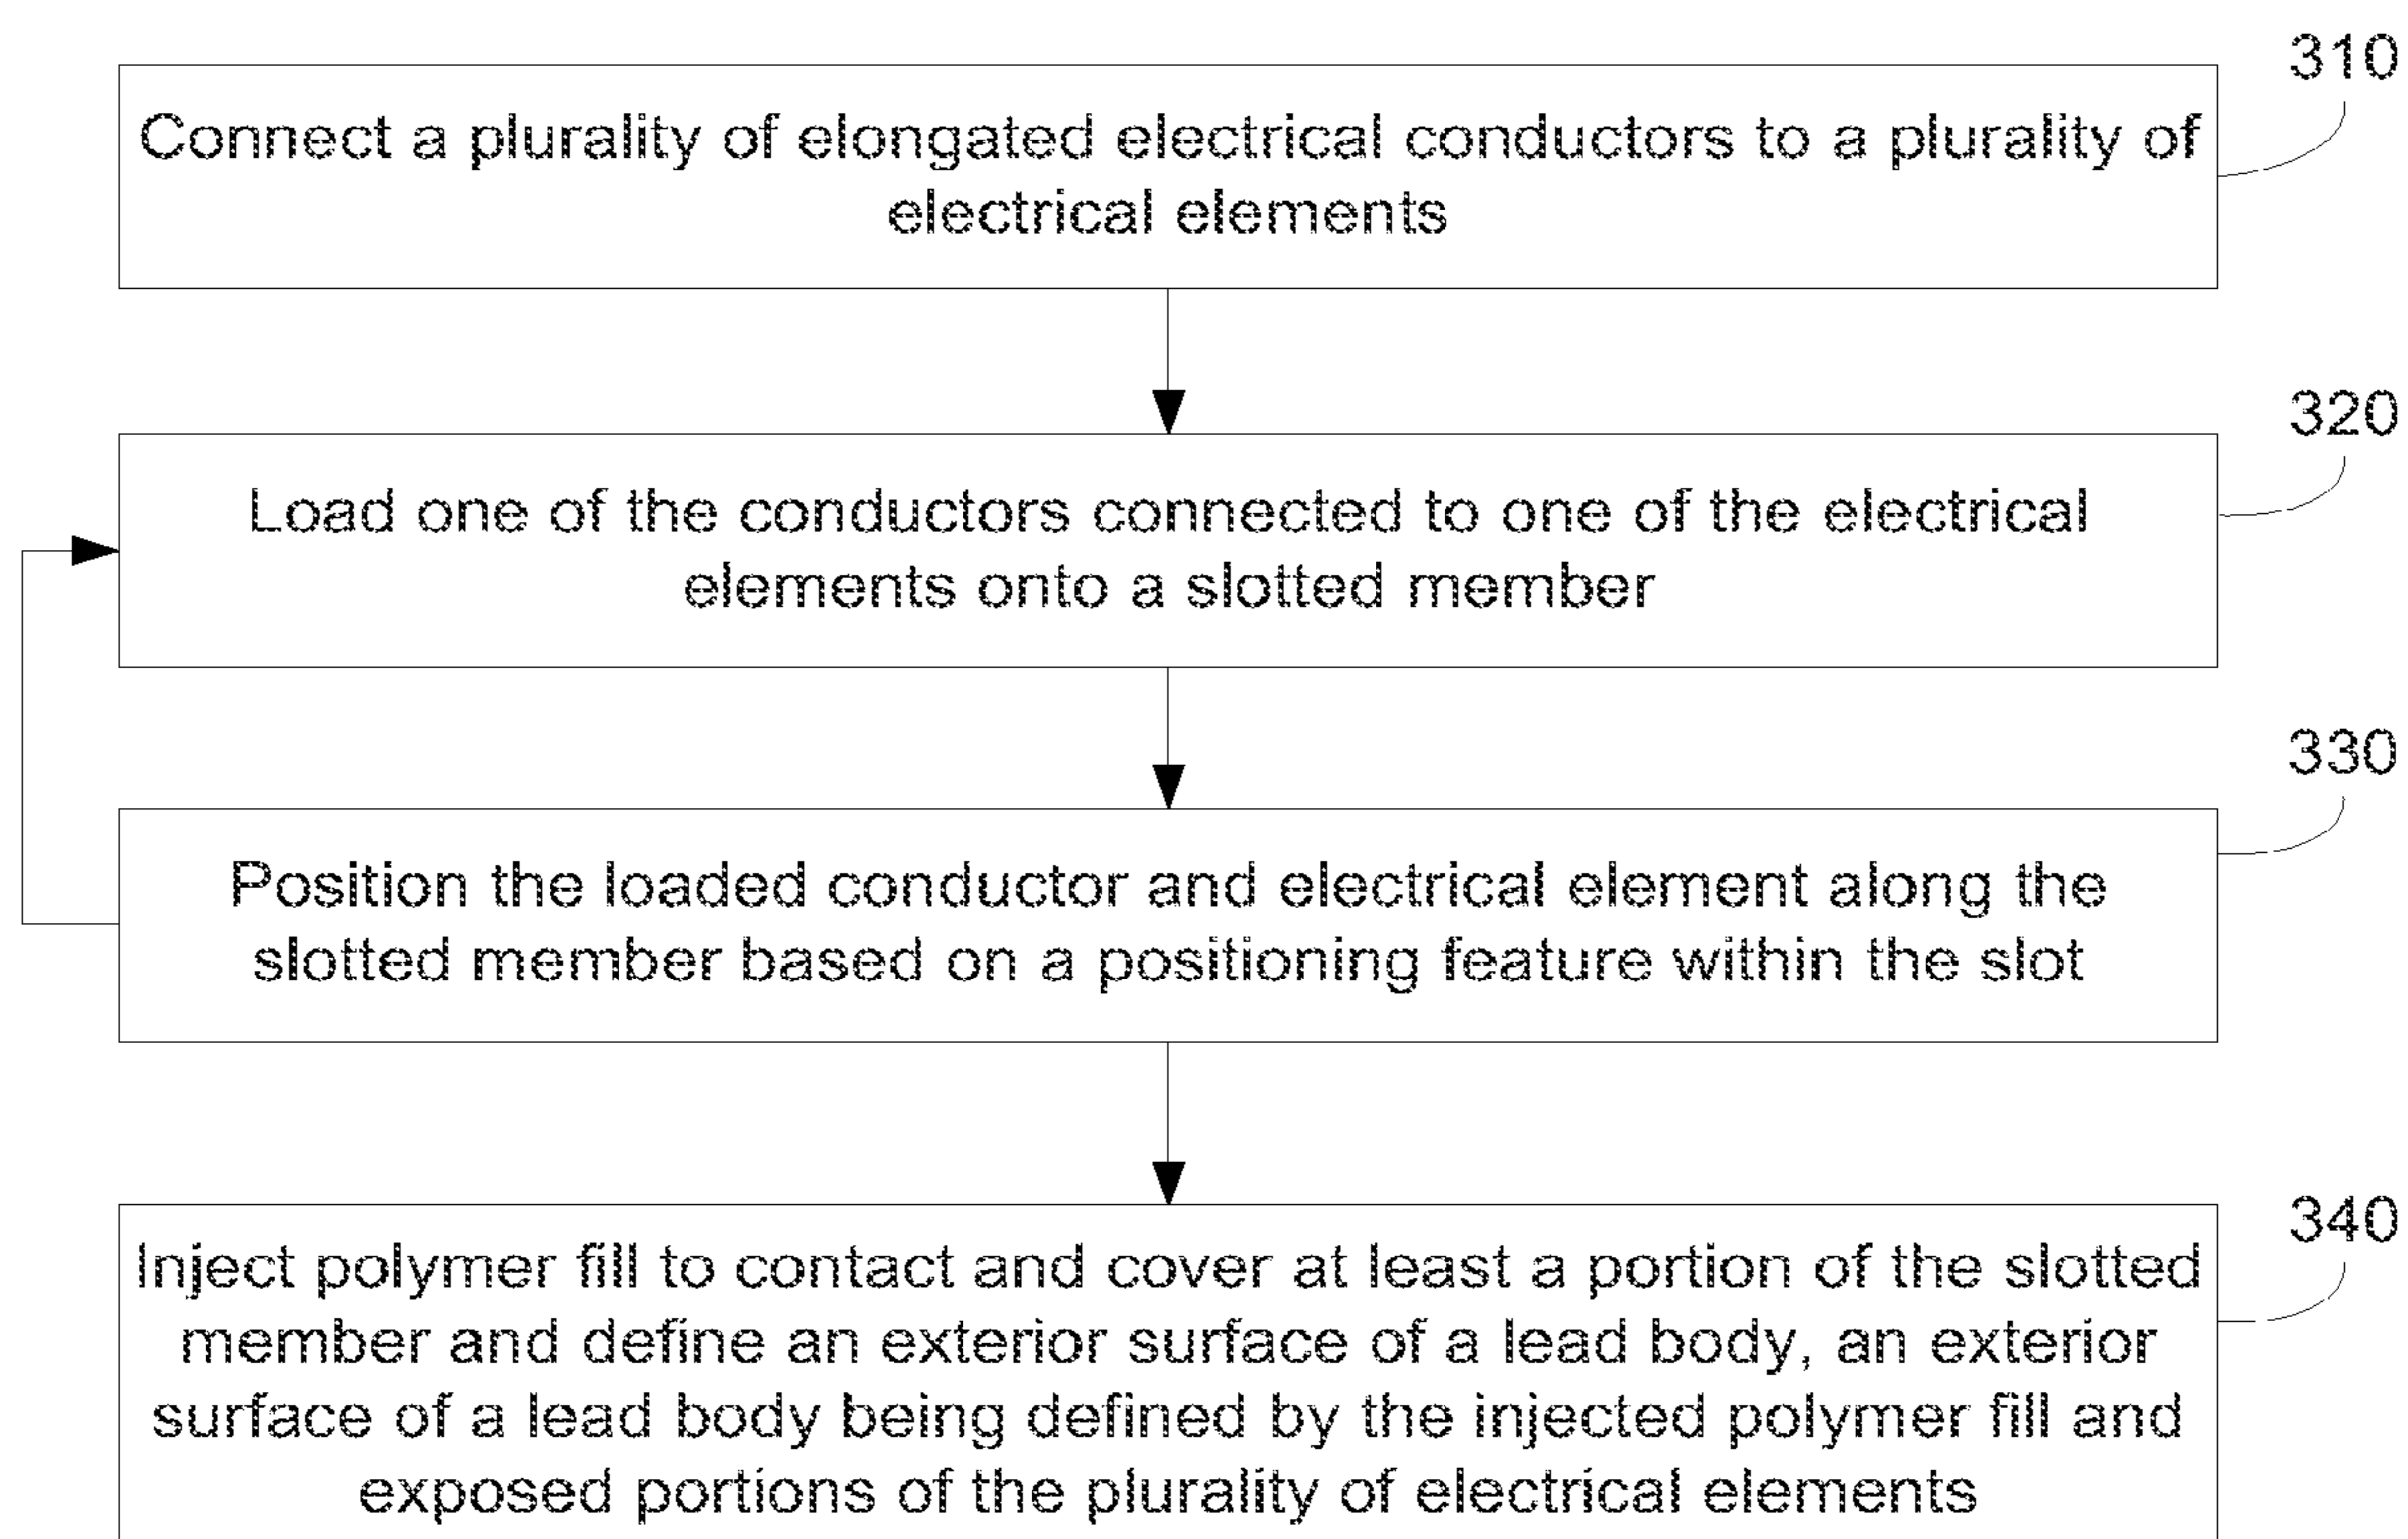 310
Connect a plurality of elongated electrical conductors to a plurality of
electrical elements
320
Load one of the conductors connected to one of the electrical
elements onto a slotted member
330
Position the loaded conductor and electrical element along the
slotted member based on a positioning feature within the slot
340
Inject polymer fill to contact and cover at least a portion of the slotted
member and define an exterior surface of a lead body, an exterior
surface of a lead body being defined by the injected polymer fill and
exposed portions of the plurality of electrical elements